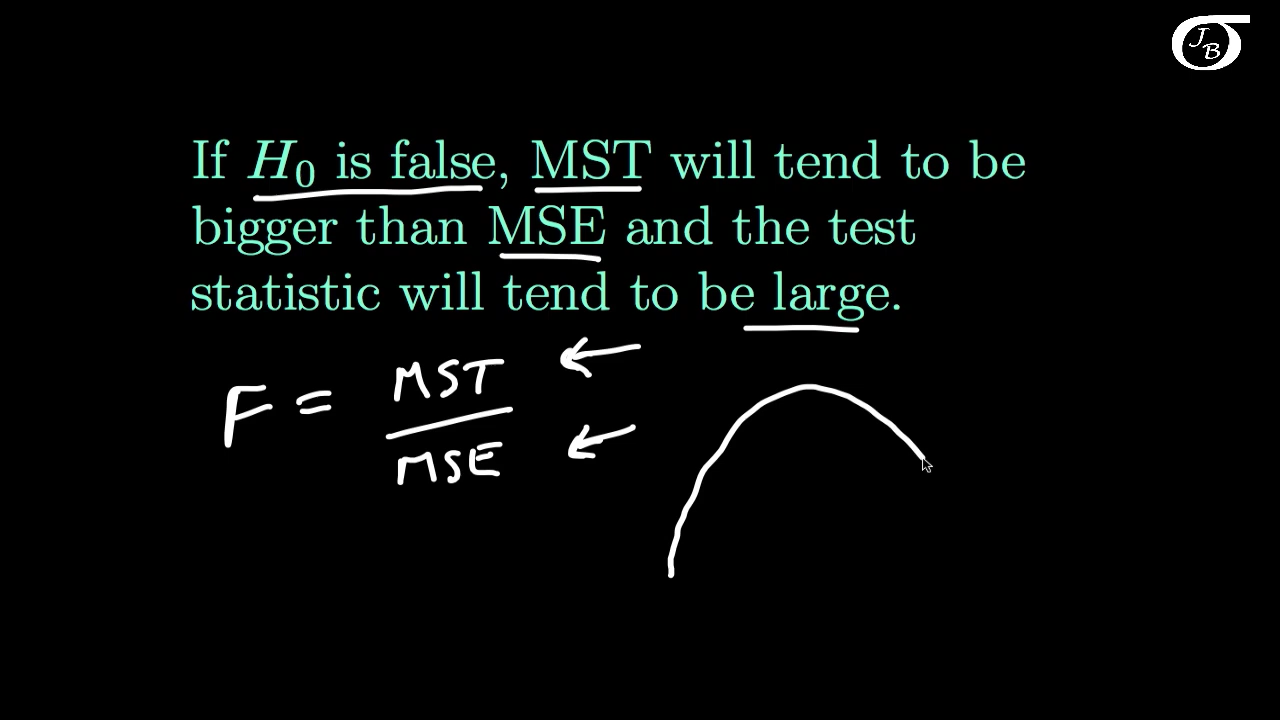 J
B
If H₀ is false, MST will tend to be
bigger than MSE and the test
statistic will tend to be large.
F = MST
MSE